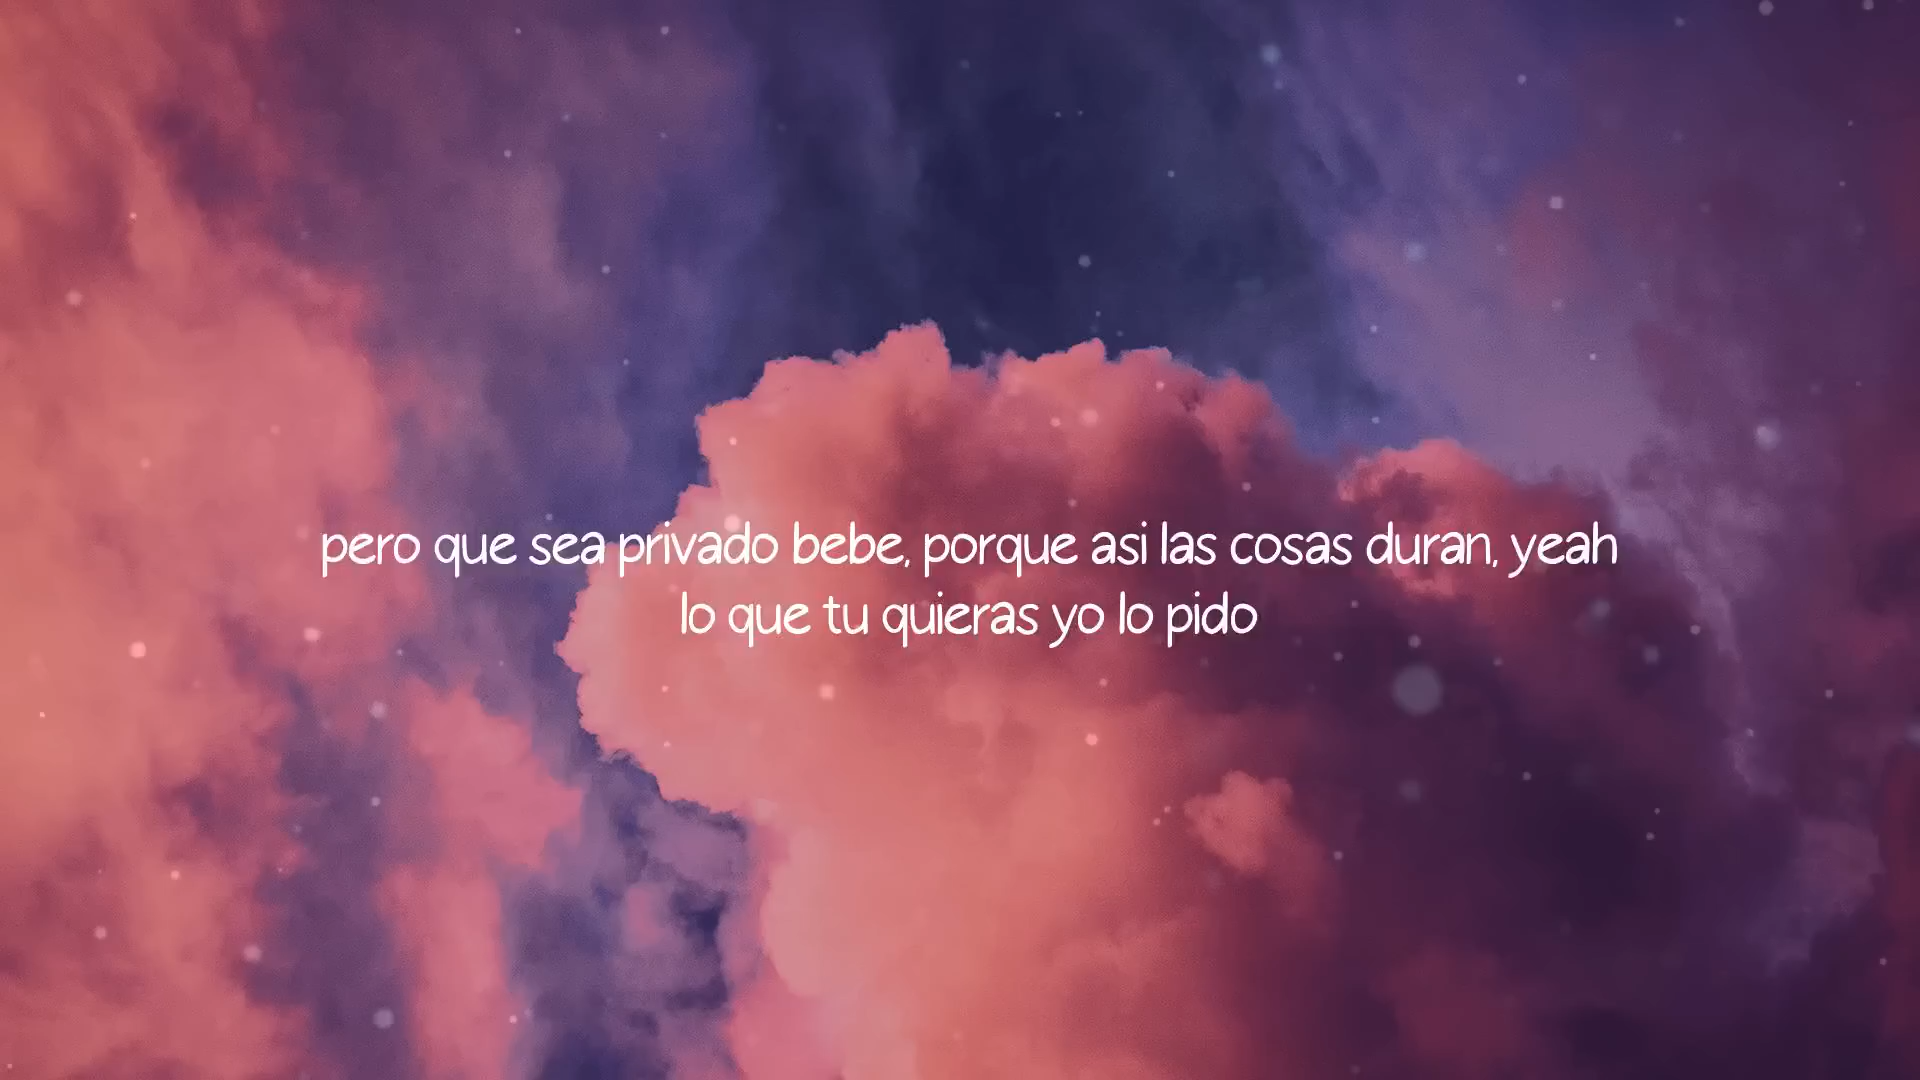 pero que sea privado bebe, porque asi las cosas duran, yeah
lo que tu quieras yo lo pido